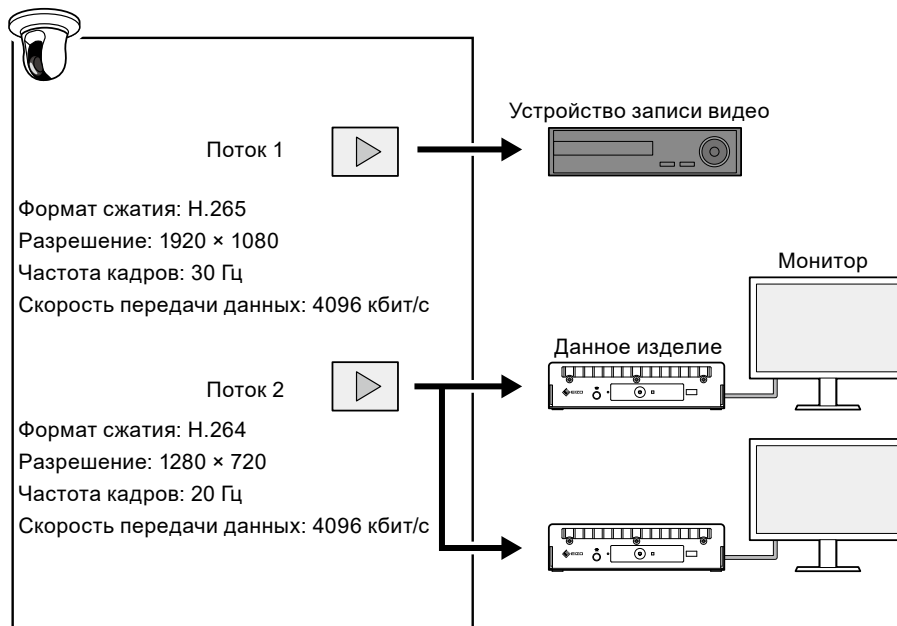 Устройство записи видео
Поток 1
Формат сжатия: H.265
Разрешение: 1920 × 1080
Частота кадров: 30 Гц
Скорость передачи данных: 4096 кбит/с
Монитор
Данное изделие
EIZO
Поток 2
Формат сжатия: H.264
Разрешение: 1280 × 720
Частота кадров: 20 Гц
Скорость передачи данных: 4096 кбит/с
EIZO